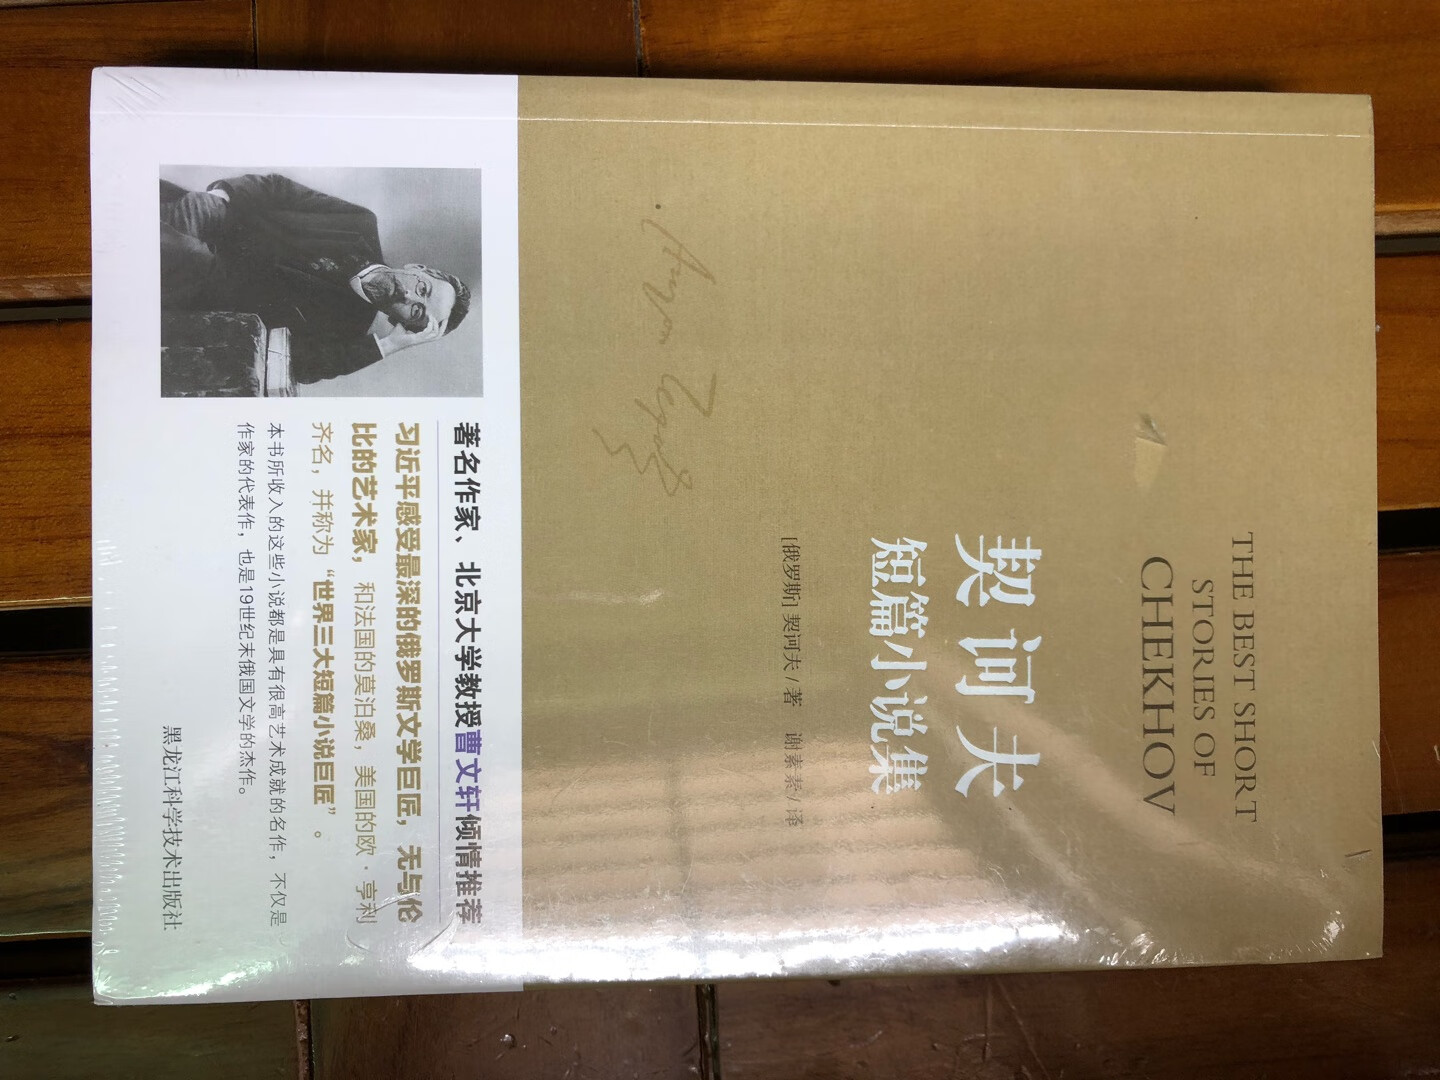 THE BEST SHORT
STORIES OF
CHEKHOV
契诃夫
短篇小说集
[俄罗斯] 契诃夫 / 著 谢素素 / 译
著名作家、北京大学教授曹文轩倾情推荐
习近平感受最深的俄罗斯文学巨匠，无与伦
比的艺术家，和法国的莫泊桑，美国的欧·亨利
齐名，并称为“世界三大短篇小说巨匠”。
本书所收入的这些小说都是具有很高艺术成就的名作，不仅是
作家的代表作，也是19世纪末俄国文学的杰作。
黑龙江科学技术出版社